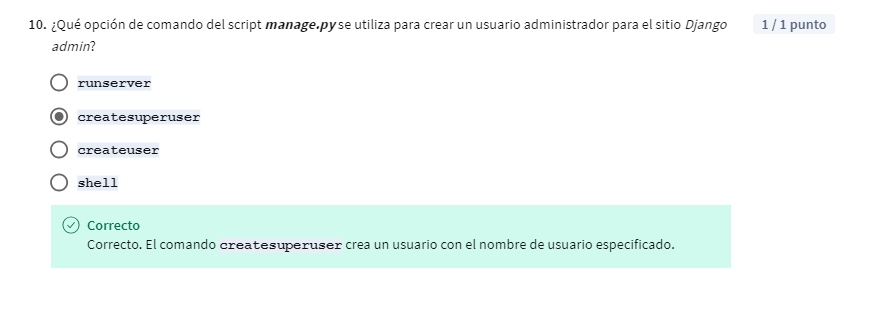 10. ¿Qué opción de comando del script manage.py se utiliza para crear un usuario administrador para el sitio Django
admin?
1 / 1 punto
runserver
createsuperuser
createuser
shell
Correcto
Correcto. El comando createsuperuser crea un usuario con el nombre de usuario especificado.